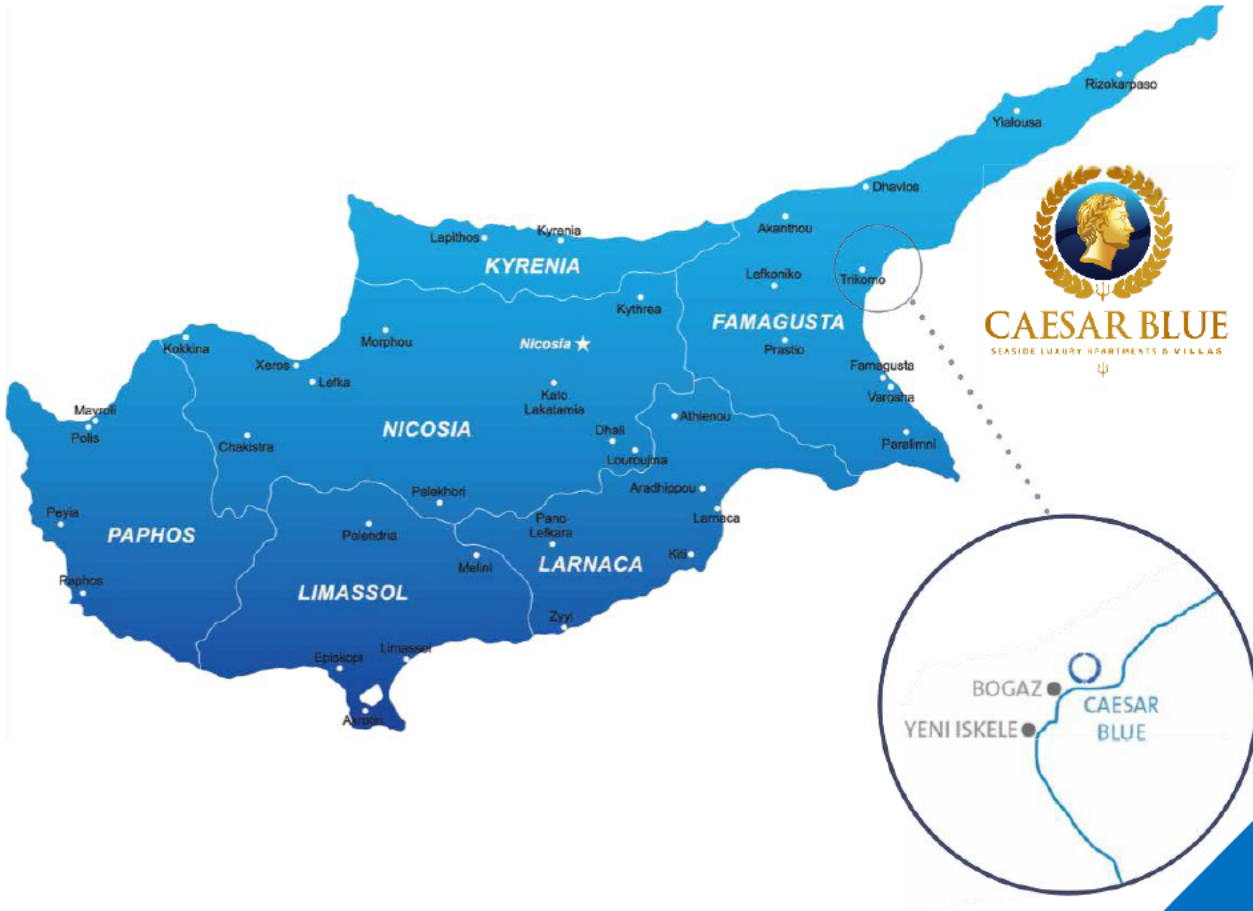 Rizokarpaso
Yialousa
Dhavlos
Akanthou
Lapithos
Kyrenia
KYRENIA
Lefkoniko
Trikomo
Kythrea
FAMAGUSTA
CAESAR BLUE
SEASIDE LUXURY APARTMENTS & VILLAS
Kokkina
Morphou
Nicosia
Prastio
Xeros
Lefka
Famagusta
Varosha
Kato
Lakatamia
Mavroli
Polis
Chakistra
NICOSIA
Dhali
Athienou
Louroujina
Paralimni
Aradhippou
Palekhori
Larnaca
Peyia
PAPHOS
Pelendria
Pano
Lefkara
Melini
Kiti
LARNACA
Paphos
LIMASSOL
Zyyi
Episkopi
Limassol
Akrotiri
BOGAZ
YENI ISKELE
CAESAR
BLUE